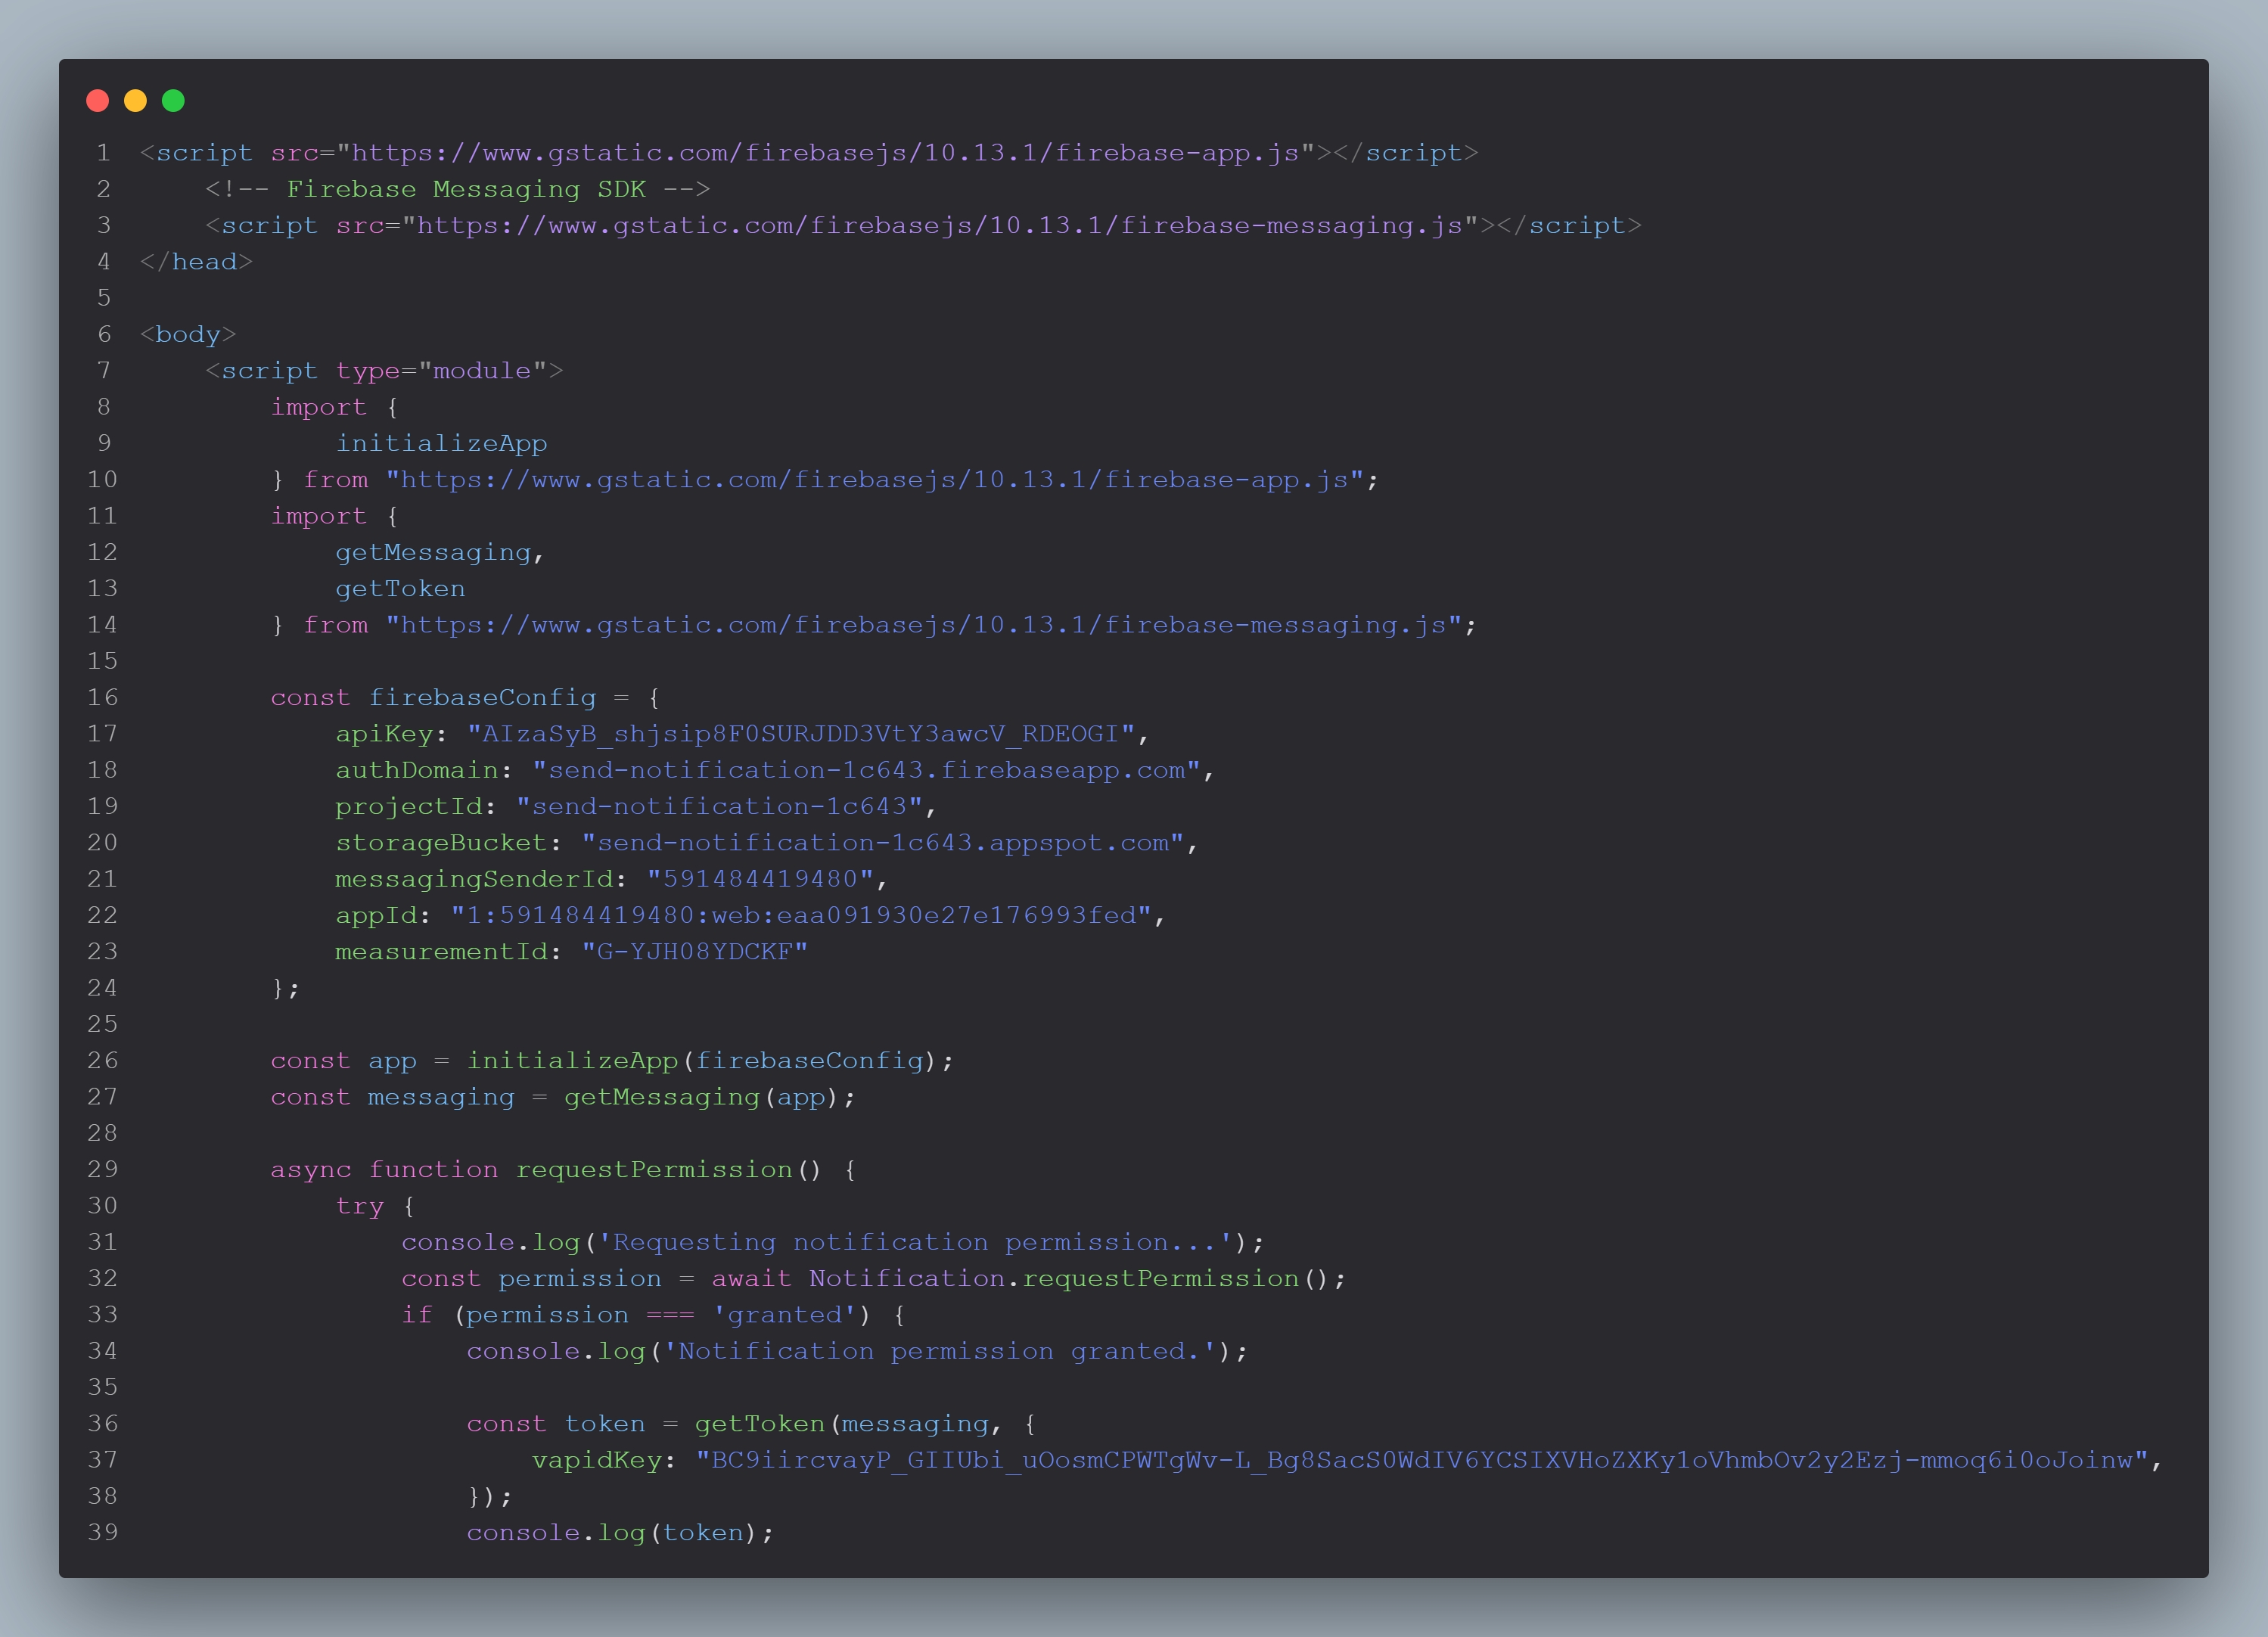 1 <script src="https://www.gstatic.com/firebasejs/10.13.1/firebase-app.js"></script>
2     <!-- Firebase Messaging SDK -->
3     <script src="https://www.gstatic.com/firebasejs/10.13.1/firebase-messaging.js"></script>
4 </head>
5
6 <body>
7     <script type="module">
8         import {
9             initializeApp
10         } from "https://www.gstatic.com/firebasejs/10.13.1/firebase-app.js";
11         import {
12             getMessaging,
13             getToken
14         } from "https://www.gstatic.com/firebasejs/10.13.1/firebase-messaging.js";
15
16         const firebaseConfig = {
17             apiKey: "AIzaSyB_shjsip8F0SURJDD3VtY3awcV_RDEOGI",
18             authDomain: "send-notification-1c643.firebaseapp.com",
19             projectId: "send-notification-1c643",
20             storageBucket: "send-notification-1c643.appspot.com",
21             messagingSenderId: "591484419480",
22             appId: "1:591484419480:web:eaa091930e27e176993fed",
23             measurementId: "G-YJH08YDCKF"
24         };
25
26         const app = initializeApp(firebaseConfig);
27         const messaging = getMessaging(app);
28
29         async function requestPermission() {
30             try {
31                 console.log('Requesting notification permission...');
32                 const permission = await Notification.requestPermission();
33                 if (permission === 'granted') {
34                     console.log('Notification permission granted.');
35
36                     const token = getToken(messaging, {
37                         vapidKey: "BC9iircvayP_GIIUbi_uOosmCPWTgWv-L_Bg8SacS0WdIV6YCSIXVHoZXKy1oVhmbOv2y2Ezj-mmoq6i0oJoinw",
38                     });
39                     console.log(token);